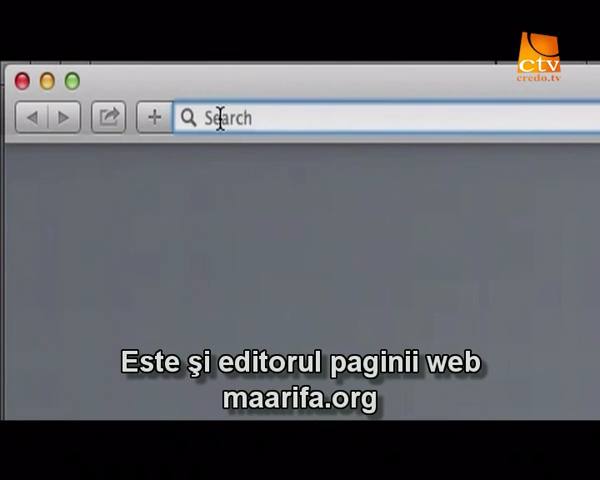 ctv
credo.tv
Search
Este şi editorul paginii web
maarifa.org